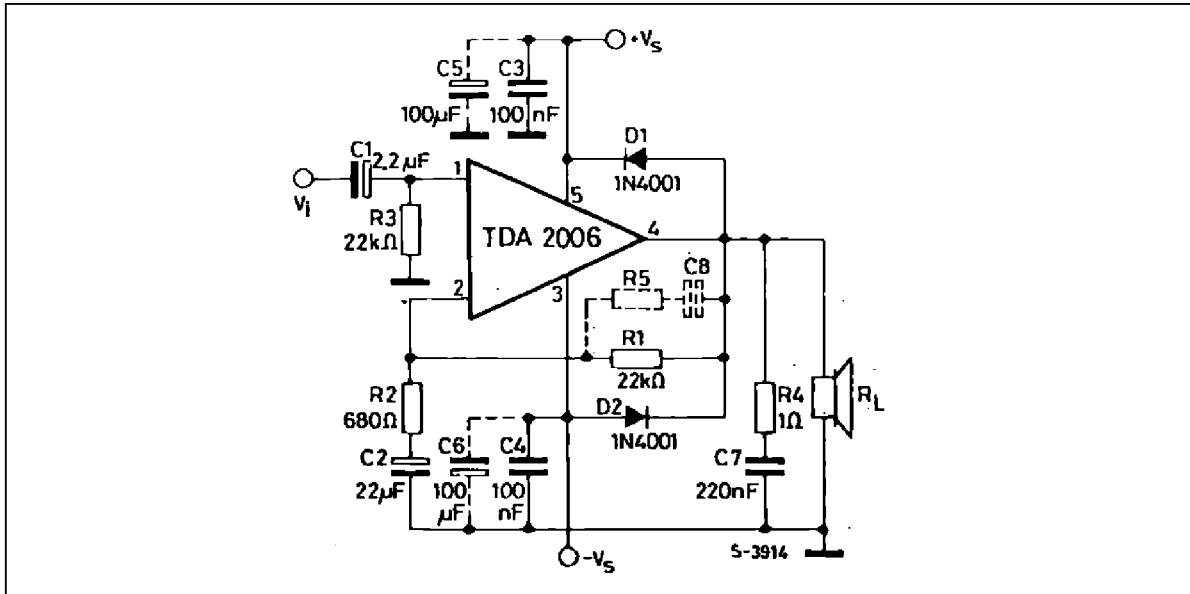 +Vs
C5
C3
100µF
100 nF
D1
1N4001
C1
2.2µF
1
5
Vi
R3
22kΩ
TDA 2006
4
C8
R5
2
3
R1
22kΩ
R2
680Ω
D2
1N4001
R4
1Ω
RL
C2
22µF
C6
100
µF
C4
100
nF
C7
220nF
S-3914
-Vs